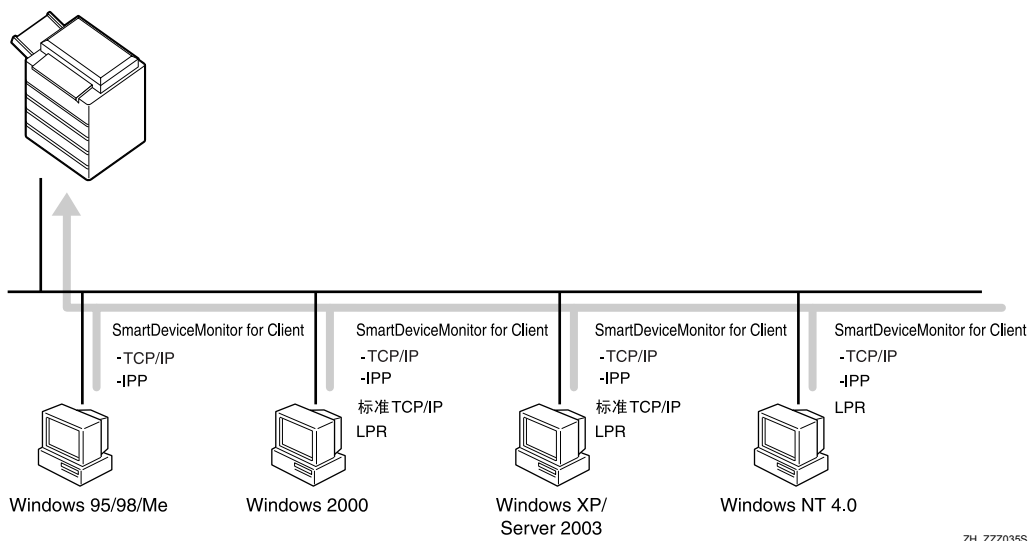 SmartDeviceMonitor for Client
-TCP/IP
-IPP
SmartDeviceMonitor for Client
-TCP/IP
-IPP
标准TCP/IP
LPR
SmartDeviceMonitor for Client
-TCP/IP
-IPP
标准TCP/IP
LPR
SmartDeviceMonitor for Client
-TCP/IP
-IPP
LPR
Windows 95/98/Me
Windows 2000
Windows XP/
Server 2003
Windows NT 4.0
ZH_ZZZ035S